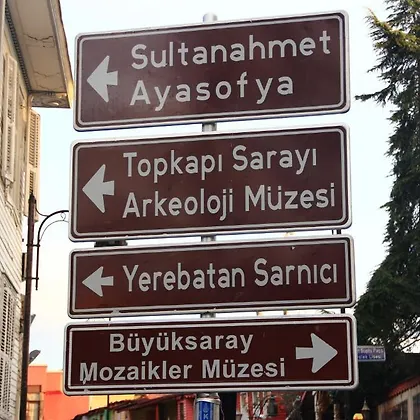 Sultanahmet
Ayasofya
Topkapı Sarayı
Arkeoloji Müzesi
Yerebatan Sarnıcı
Büyüksaray
Mozaikler Müzesi